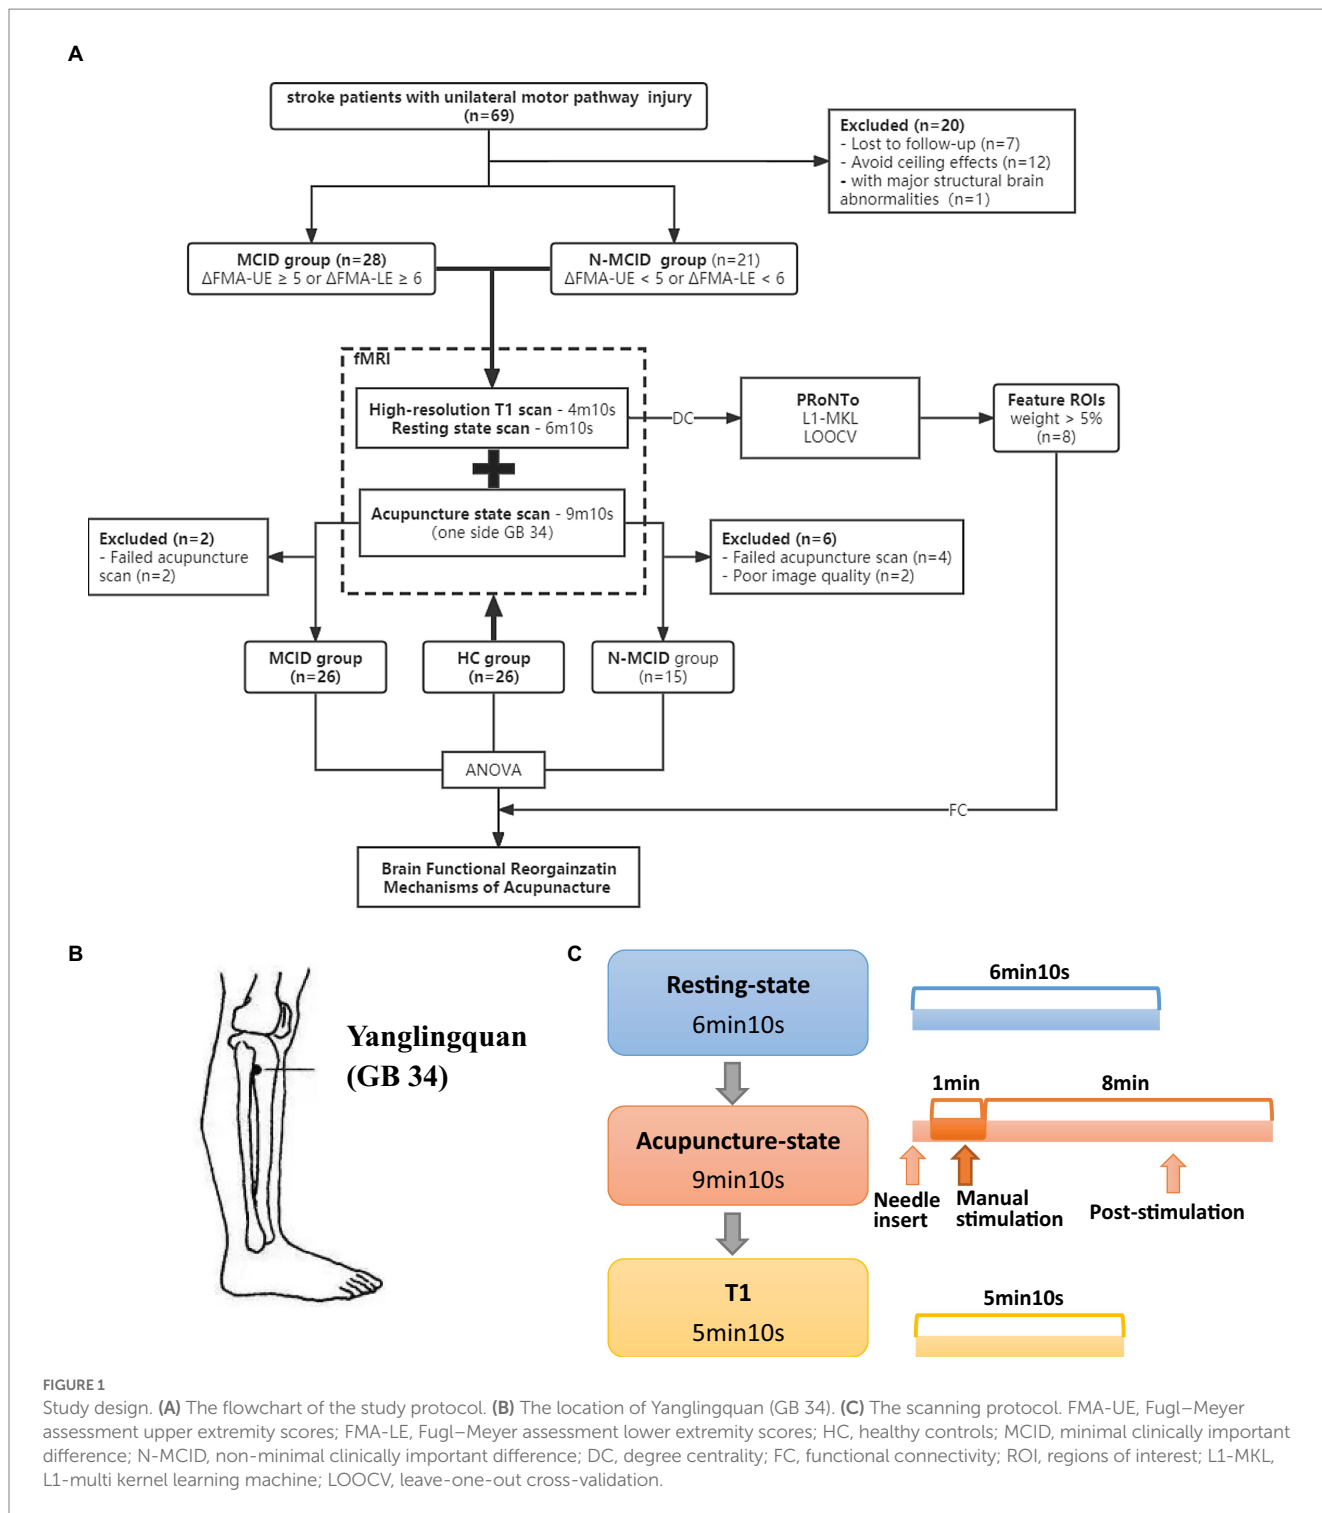 A
stroke patients with unilateral motor pathway injury
(n=69)
Excluded (n=20)
- Lost to follow-up (n=7)
- Avoid ceiling effects (n=12)
- with major structural brain
abnormalities (n=1)
MCID group (n=28)
ΔFMA-UE ≥ 5 or ΔFMA-LE ≥ 6
N-MCID group (n=21)
ΔFMA-UE < 5 or ΔFMA-LE < 6
fMRI
High-resolution T1 scan - 4m10s
Resting state scan - 6m10s
DC
PRoNTo
L1-MKL
LOOCV
Feature ROIs
weight > 5%
(n=8)
Acupuncture state scan - 9m10s
(one side GB 34)
Excluded (n=2)
- Failed acupuncture
scan (n=2)
Excluded (n=6)
- Failed acupuncture scan (n=4)
- Poor image quality (n=2)
MCID group
(n=26)
HC group
(n=26)
N-MCID group
(n=15)
ANOVA
FC
Brain Functional Reorgainzatin
Mechanisms of Acupunacture
B
Yanglingquan
(GB 34)
C
Resting-state
6min10s
6min10s
Acupuncture-state
9min10s
1min
8min
Needle
insert
Manual
stimulation
Post-stimulation
T1
5min10s
5min10s
FIGURE 1
Study design. (A) The flowchart of the study protocol. (B) The location of Yanglingquan (GB 34). (C) The scanning protocol. FMA-UE, Fugl–Meyer
assessment upper extremity scores; FMA-LE, Fugl–Meyer assessment lower extremity scores; HC, healthy controls; MCID, minimal clinically important
difference; N-MCID, non-minimal clinically important difference; DC, degree centrality; FC, functional connectivity; ROI, regions of interest; L1-MKL,
L1-multi kernel learning machine; LOOCV, leave-one-out cross-validation.